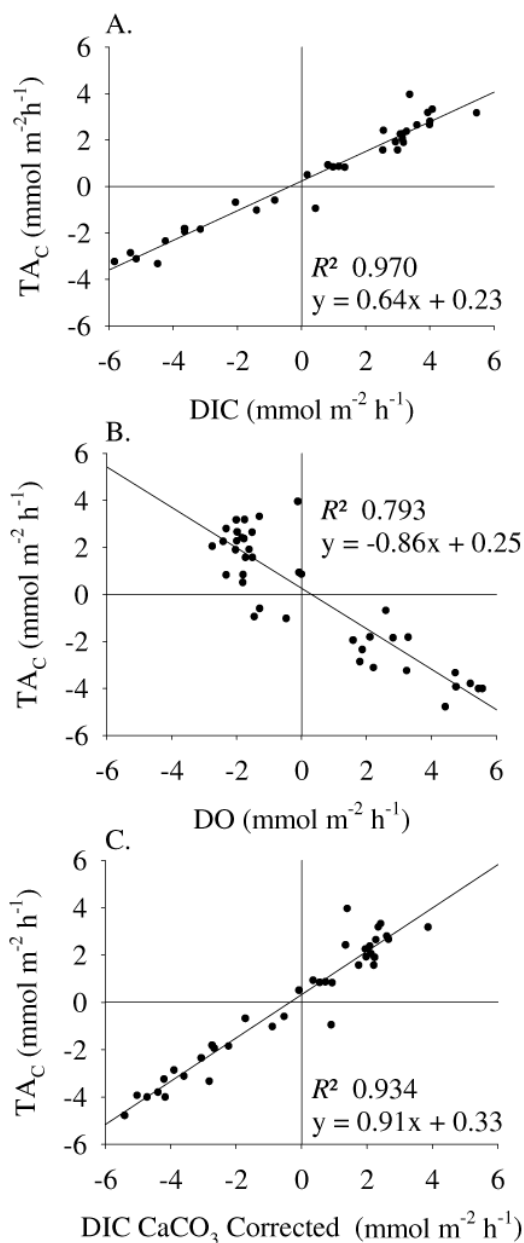 A.
6
4
2
0
-2
-4
-6
TA_C (mmol m⁻²h⁻¹)
R² 0.970
y = 0.64x + 0.23
-6 -4 -2 0 2 4 6
DIC (mmol m⁻² h⁻¹)
B.
6
4
2
0
-2
-4
-6
TA_C (mmol m⁻² h⁻¹)
R² 0.793
y = -0.86x + 0.25
-6 -4 -2 0 2 4 6
DO (mmol m⁻² h⁻¹)
C.
6
4
2
0
-2
-4
-6
TA_C (mmol m⁻² h⁻¹)
R² 0.934
y = 0.91x + 0.33
-6 -4 -2 0 2 4 6
DIC CaCO₃ Corrected (mmol m⁻² h⁻¹)